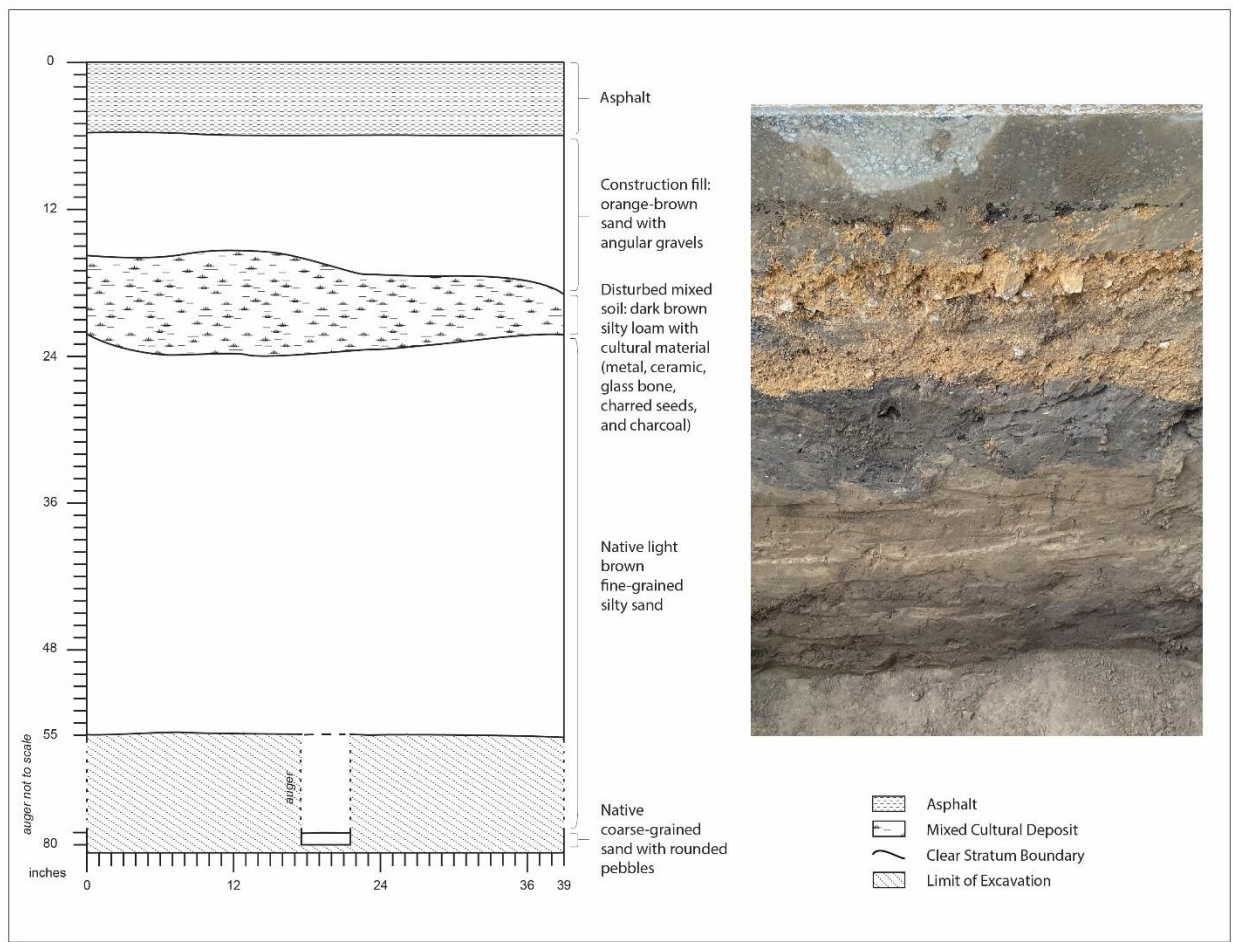 0
12
24
36
48
55
80
auger not to scale
auger
inches
0
12
24
36
39
Asphalt
Construction fill:
orange-brown
sand with
angular gravels
Disturbed mixed
soil: dark brown
silty loam with
cultural material
(metal, ceramic,
glass bone,
charred seeds,
and charcoal)
Native light
brown
fine-grained
silty sand
Native
coarse-grained
sand with rounded
pebbles
Asphalt
Mixed Cultural Deposit
Clear Stratum Boundary
Limit of Excavation